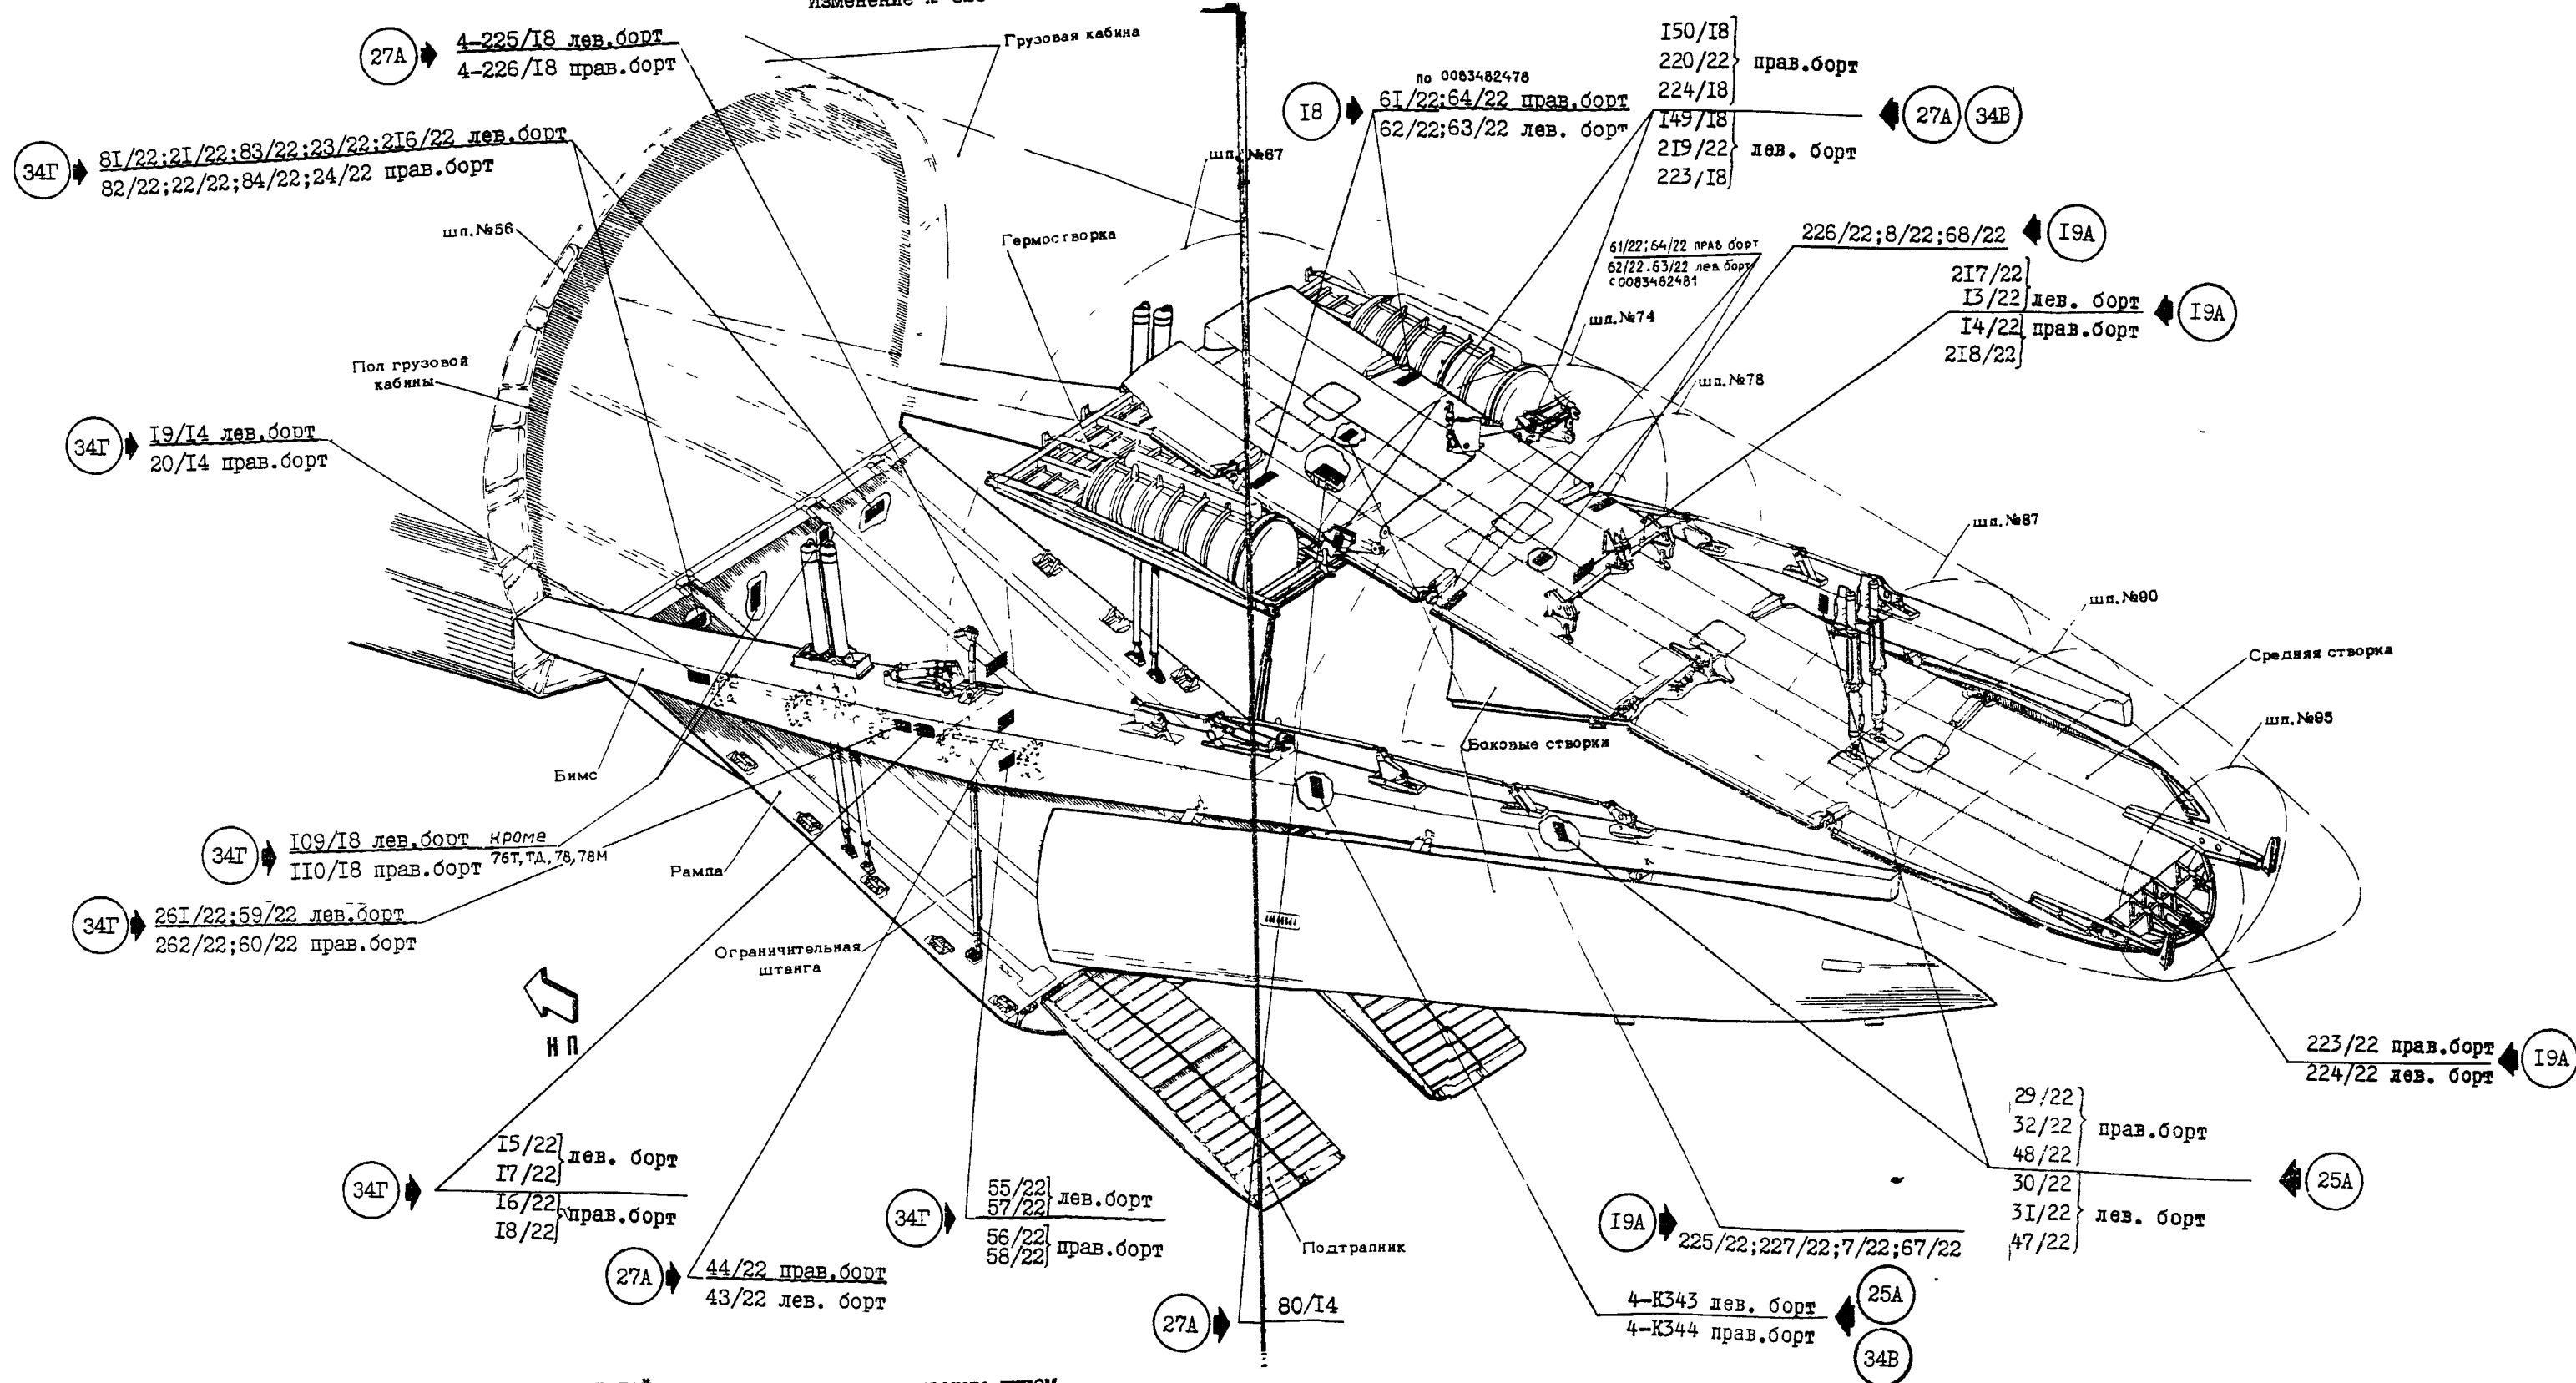 27А
4-225/I8 лев.борт
4-226/I8 прав.борт
Грузовая кабина
I8
по 0083482478
6I/22;64/22 прав.борт
62/22;63/22 лев. борт
I50/I8
220/22
224/I8
прав.борт
I49/I8
2I9/22
223/I8
лев. борт
27А
34В
34Г
8I/22;2I/22;83/22;23/22;2I6/22 лев.борт
82/22;22/22;84/22;24/22 прав.борт
шп. №67
шп.№56
Гермостворка
61/22;64/22 прав борт
62/22.63/22 лев борт
с 0083482481
226/22;8/22;68/22
I9А
2I7/22
I3/22
лев. борт
I4/22
2I8/22
прав.борт
I9А
шп.№74
шп.№78
Пол грузовой
кабины
34Г
I9/I4 лев.борт
20/I4 прав.борт
шп.№87
шп.№90
Средняя створка
шп.№95
Боковые створки
Бимс
34Г
I09/I8 лев.борт кроме
II0/I8 прав.борт 76Т,ТД,78,78М
Рампа
34Г
26I/22;59/22 лев.борт
262/22;60/22 прав.борт
Ограничительная
штанга
НП
223/22 прав.борт
224/22 лев. борт
I9А
34Г
I5/22
I7/22
лев. борт
I6/22
I8/22
прав.борт
34Г
55/22
57/22
лев.борт
56/22
58/22
прав.борт
29/22
32/22
48/22
прав.борт
30/22
3I/22
47/22
лев. борт
25А
I9А
225/22;227/22;7/22;67/22
Подтрапник
27А
44/22 прав.борт
43/22 лев. борт
27А
80/I4
4-К343 лев. борт
4-К344 прав.борт
25А
34В